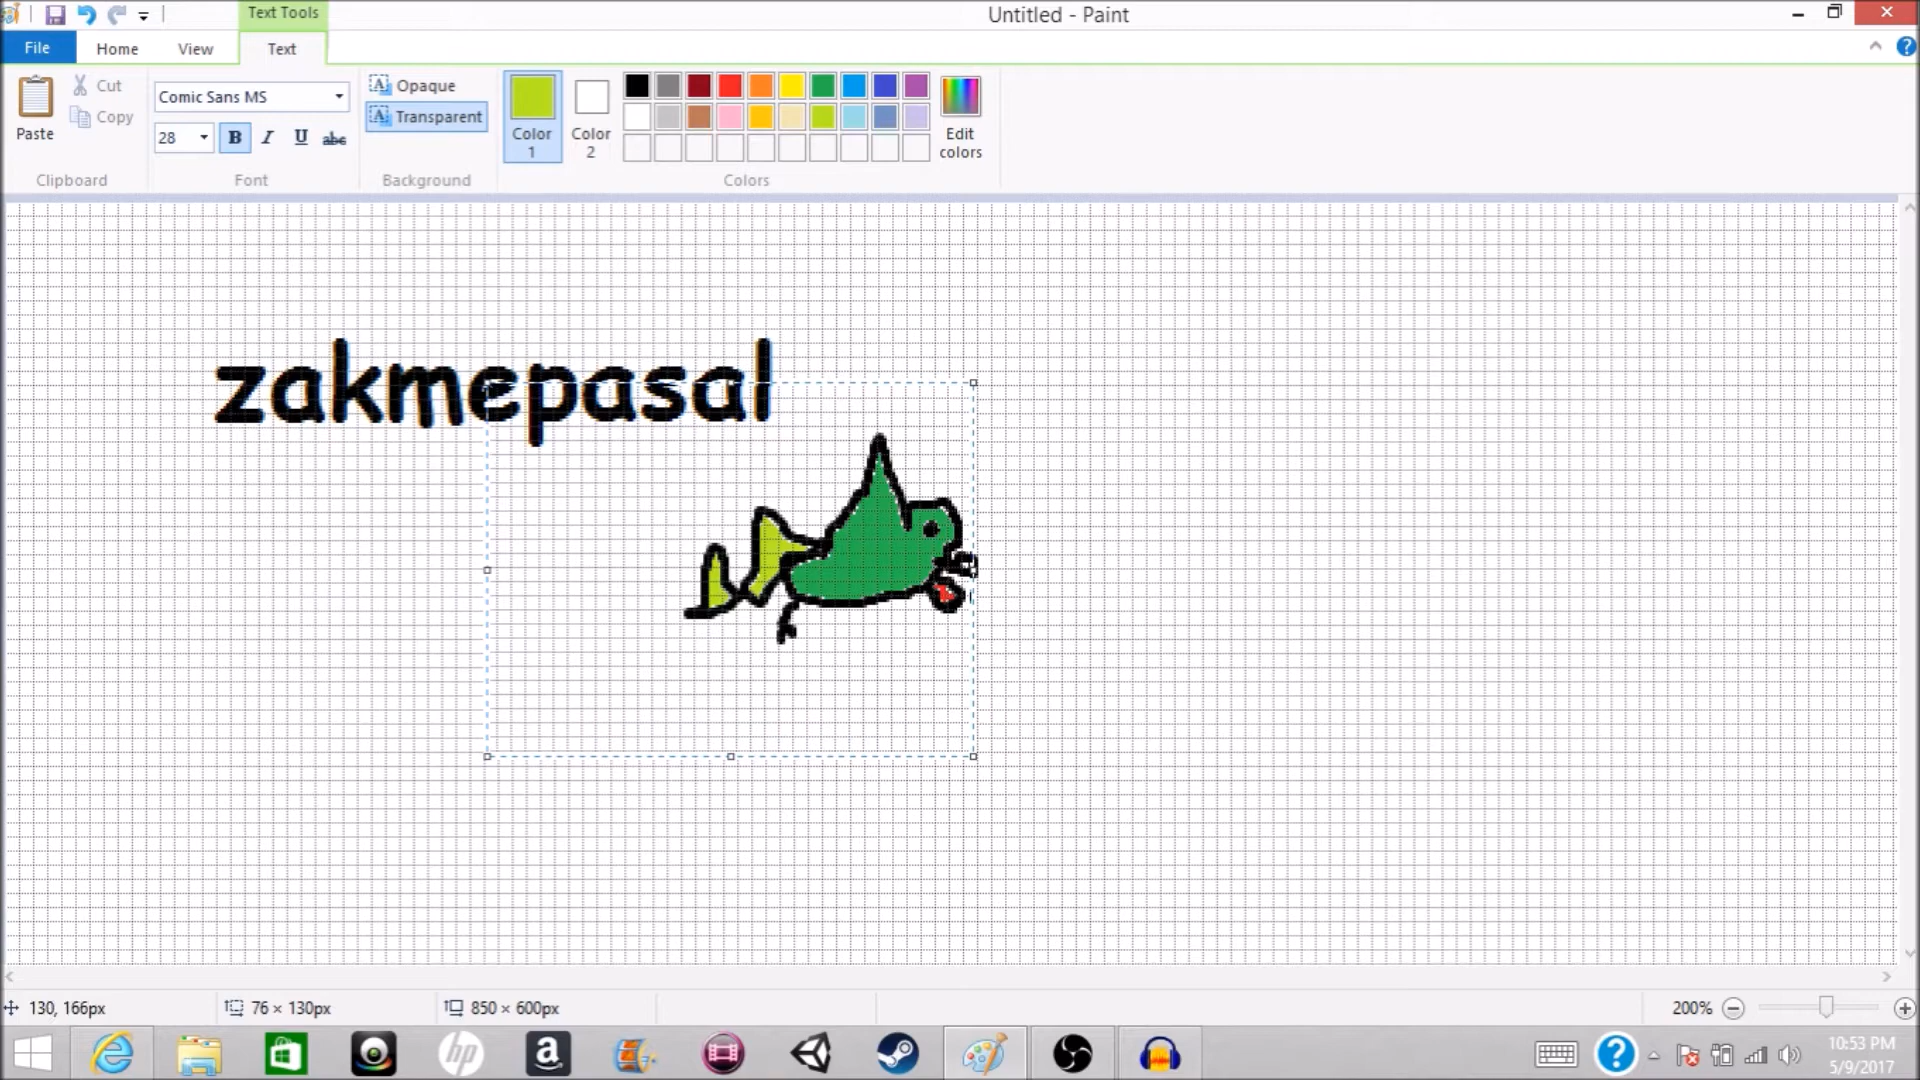 Text Tools
Untitled - Paint
File Home View Text
Paste
Cut
Copy
Clipboard
Comic Sans MS
28 B I U abc
Font
Opaque
Transparent
Background
Color 1
Color 2
Edit colors
Colors
zakmepasal
130, 166px
76 × 130px
850 × 600px
200%
hp
a
10:53 PM
5/9/2017